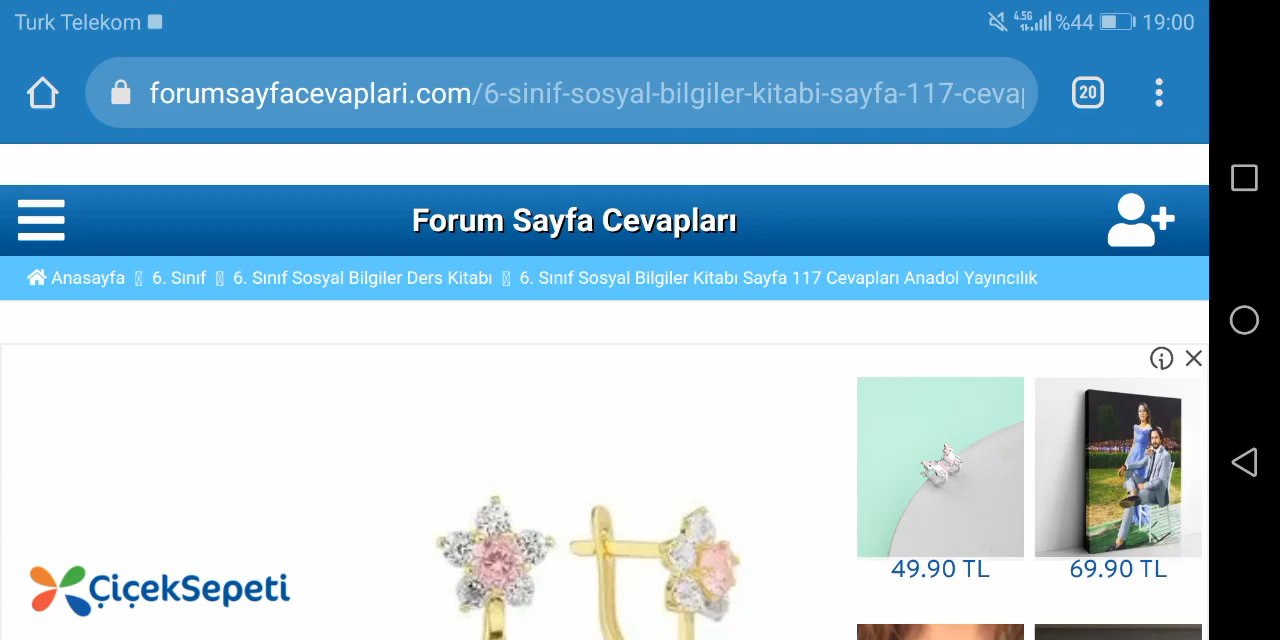 Turk Telekom 4.5G %44 19:00
forumsayfacevaplari.com/6-sinif-sosyal-bilgiler-kitabi-sayfa-117-cevap
20
Forum Sayfa Cevapları
Anasayfa 6. Sınıf 6. Sınıf Sosyal Bilgiler Ders Kitabı 6. Sınıf Sosyal Bilgiler Kitabı Sayfa 117 Cevapları Anadol Yayıncılık
ÇiçekSepeti
49.90 TL
69.90 TL